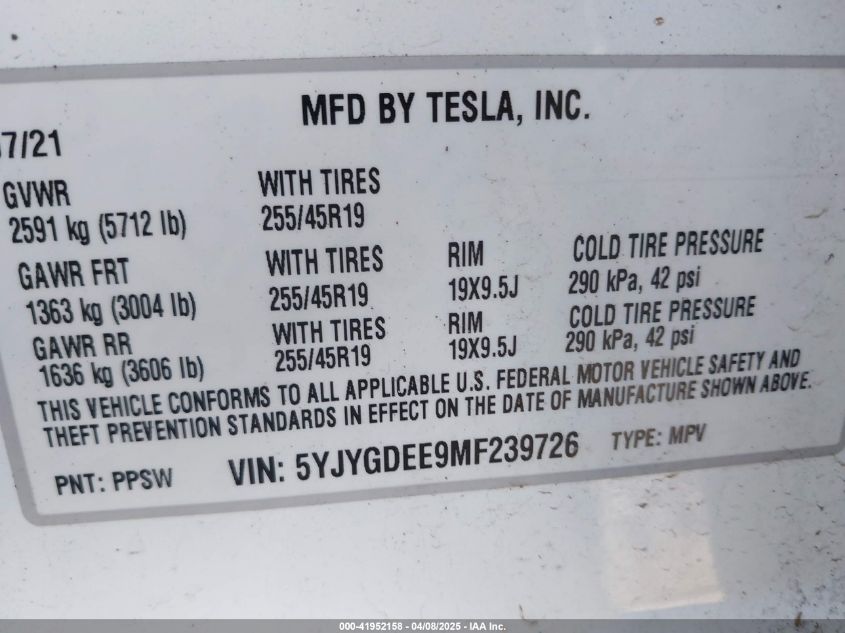 MFD BY TESLA, INC.
7/21
GVWR WITH TIRES
2591 kg (5712 lb) 255/45R19
GAWR FRT WITH TIRES RIM COLD TIRE PRESSURE
1363 kg (3004 lb) 255/45R19 19X9.5J 290 kPa, 42 psi
GAWR RR WITH TIRES RIM COLD TIRE PRESSURE
1636 kg (3606 lb) 255/45R19 19X9.5J 290 kPa, 42 psi
THIS VEHICLE CONFORMS TO ALL APPLICABLE U.S. FEDERAL MOTOR VEHICLE SAFETY AND
THEFT PREVENTION STANDARDS IN EFFECT ON THE DATE OF MANUFACTURE SHOWN ABOVE.
PNT: PPSW VIN: 5YJYGDEE9MF239726 TYPE: MPV
000-41952158 - 04/08/2025 - IAA Inc.